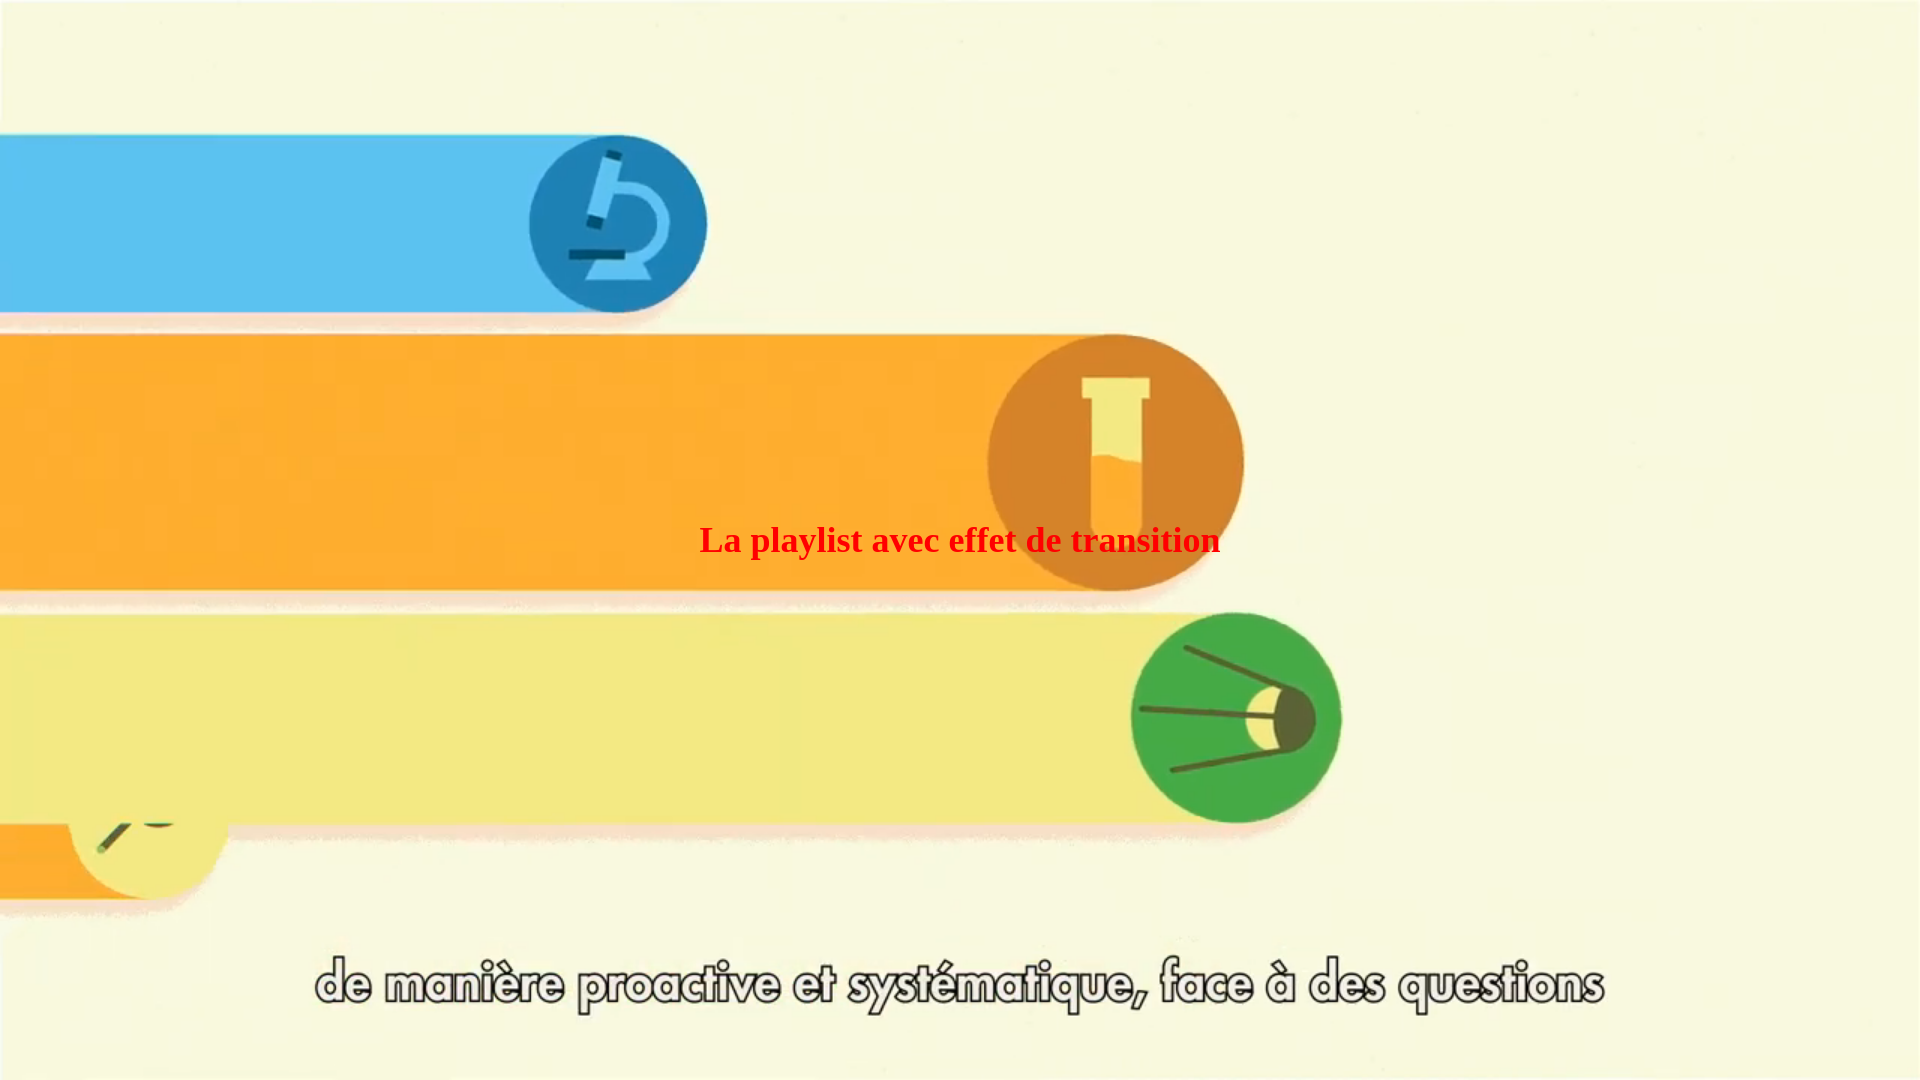 La playlist avec effet de transition
de manière proactive et systématique, face à des questions